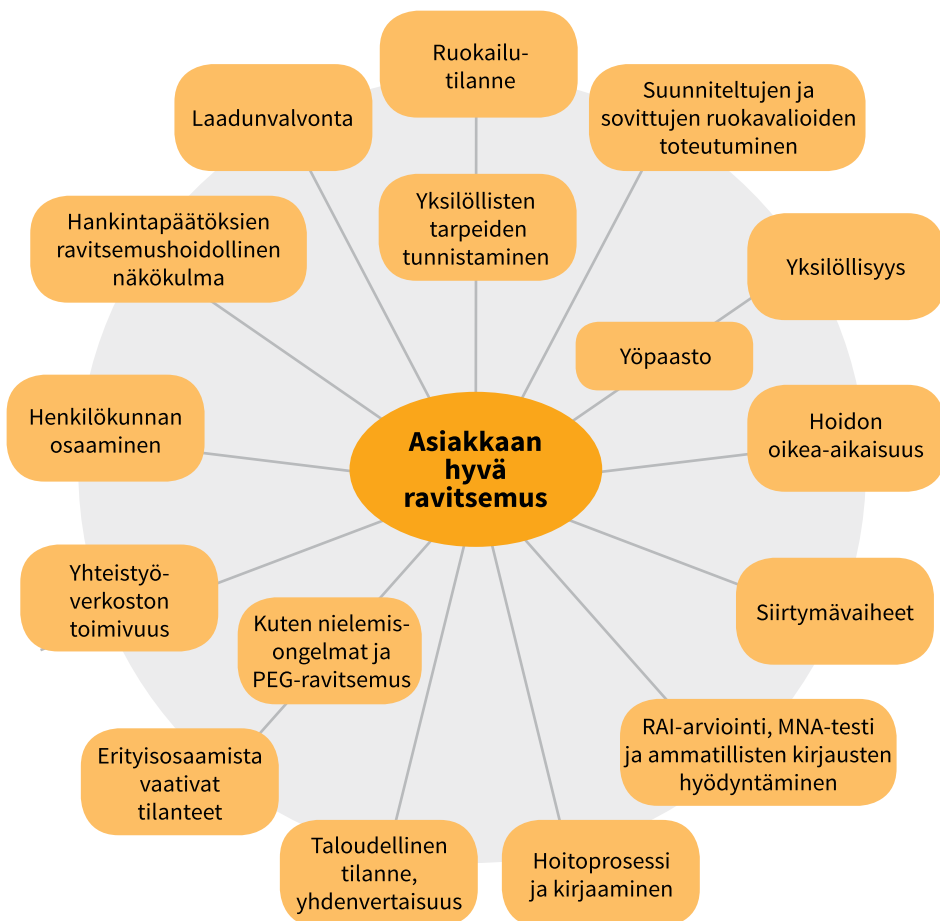 Ruokailu-
tilanne
Suunniteltujen ja
sovittujen ruokavalioiden
toteutuminen
Laadunvalvonta
Yksilöllisten
tarpeiden
tunnistaminen
Hankintapäätöksien
ravitsemushoidollinen
näkökulma
Yksilöllisyys
Yöpaasto
Henkilökunnan
osaaminen
Hoidon
oikea-aikaisuus
Asiakkaan
hyvä
ravitsemus
Yhteistyö-
verkoston
toimivuus
Siirtymävaiheet
Kuten nielemis-
ongelmat ja
PEG-ravitsemus
RAI-arviointi, MNA-testi
ja ammatillisten kirjausten
hyödyntäminen
Erityisosaamista
vaativat
tilanteet
Taloudellinen
tilanne,
yhdenvertaisuus
Hoitoprosessi
ja kirjaaminen